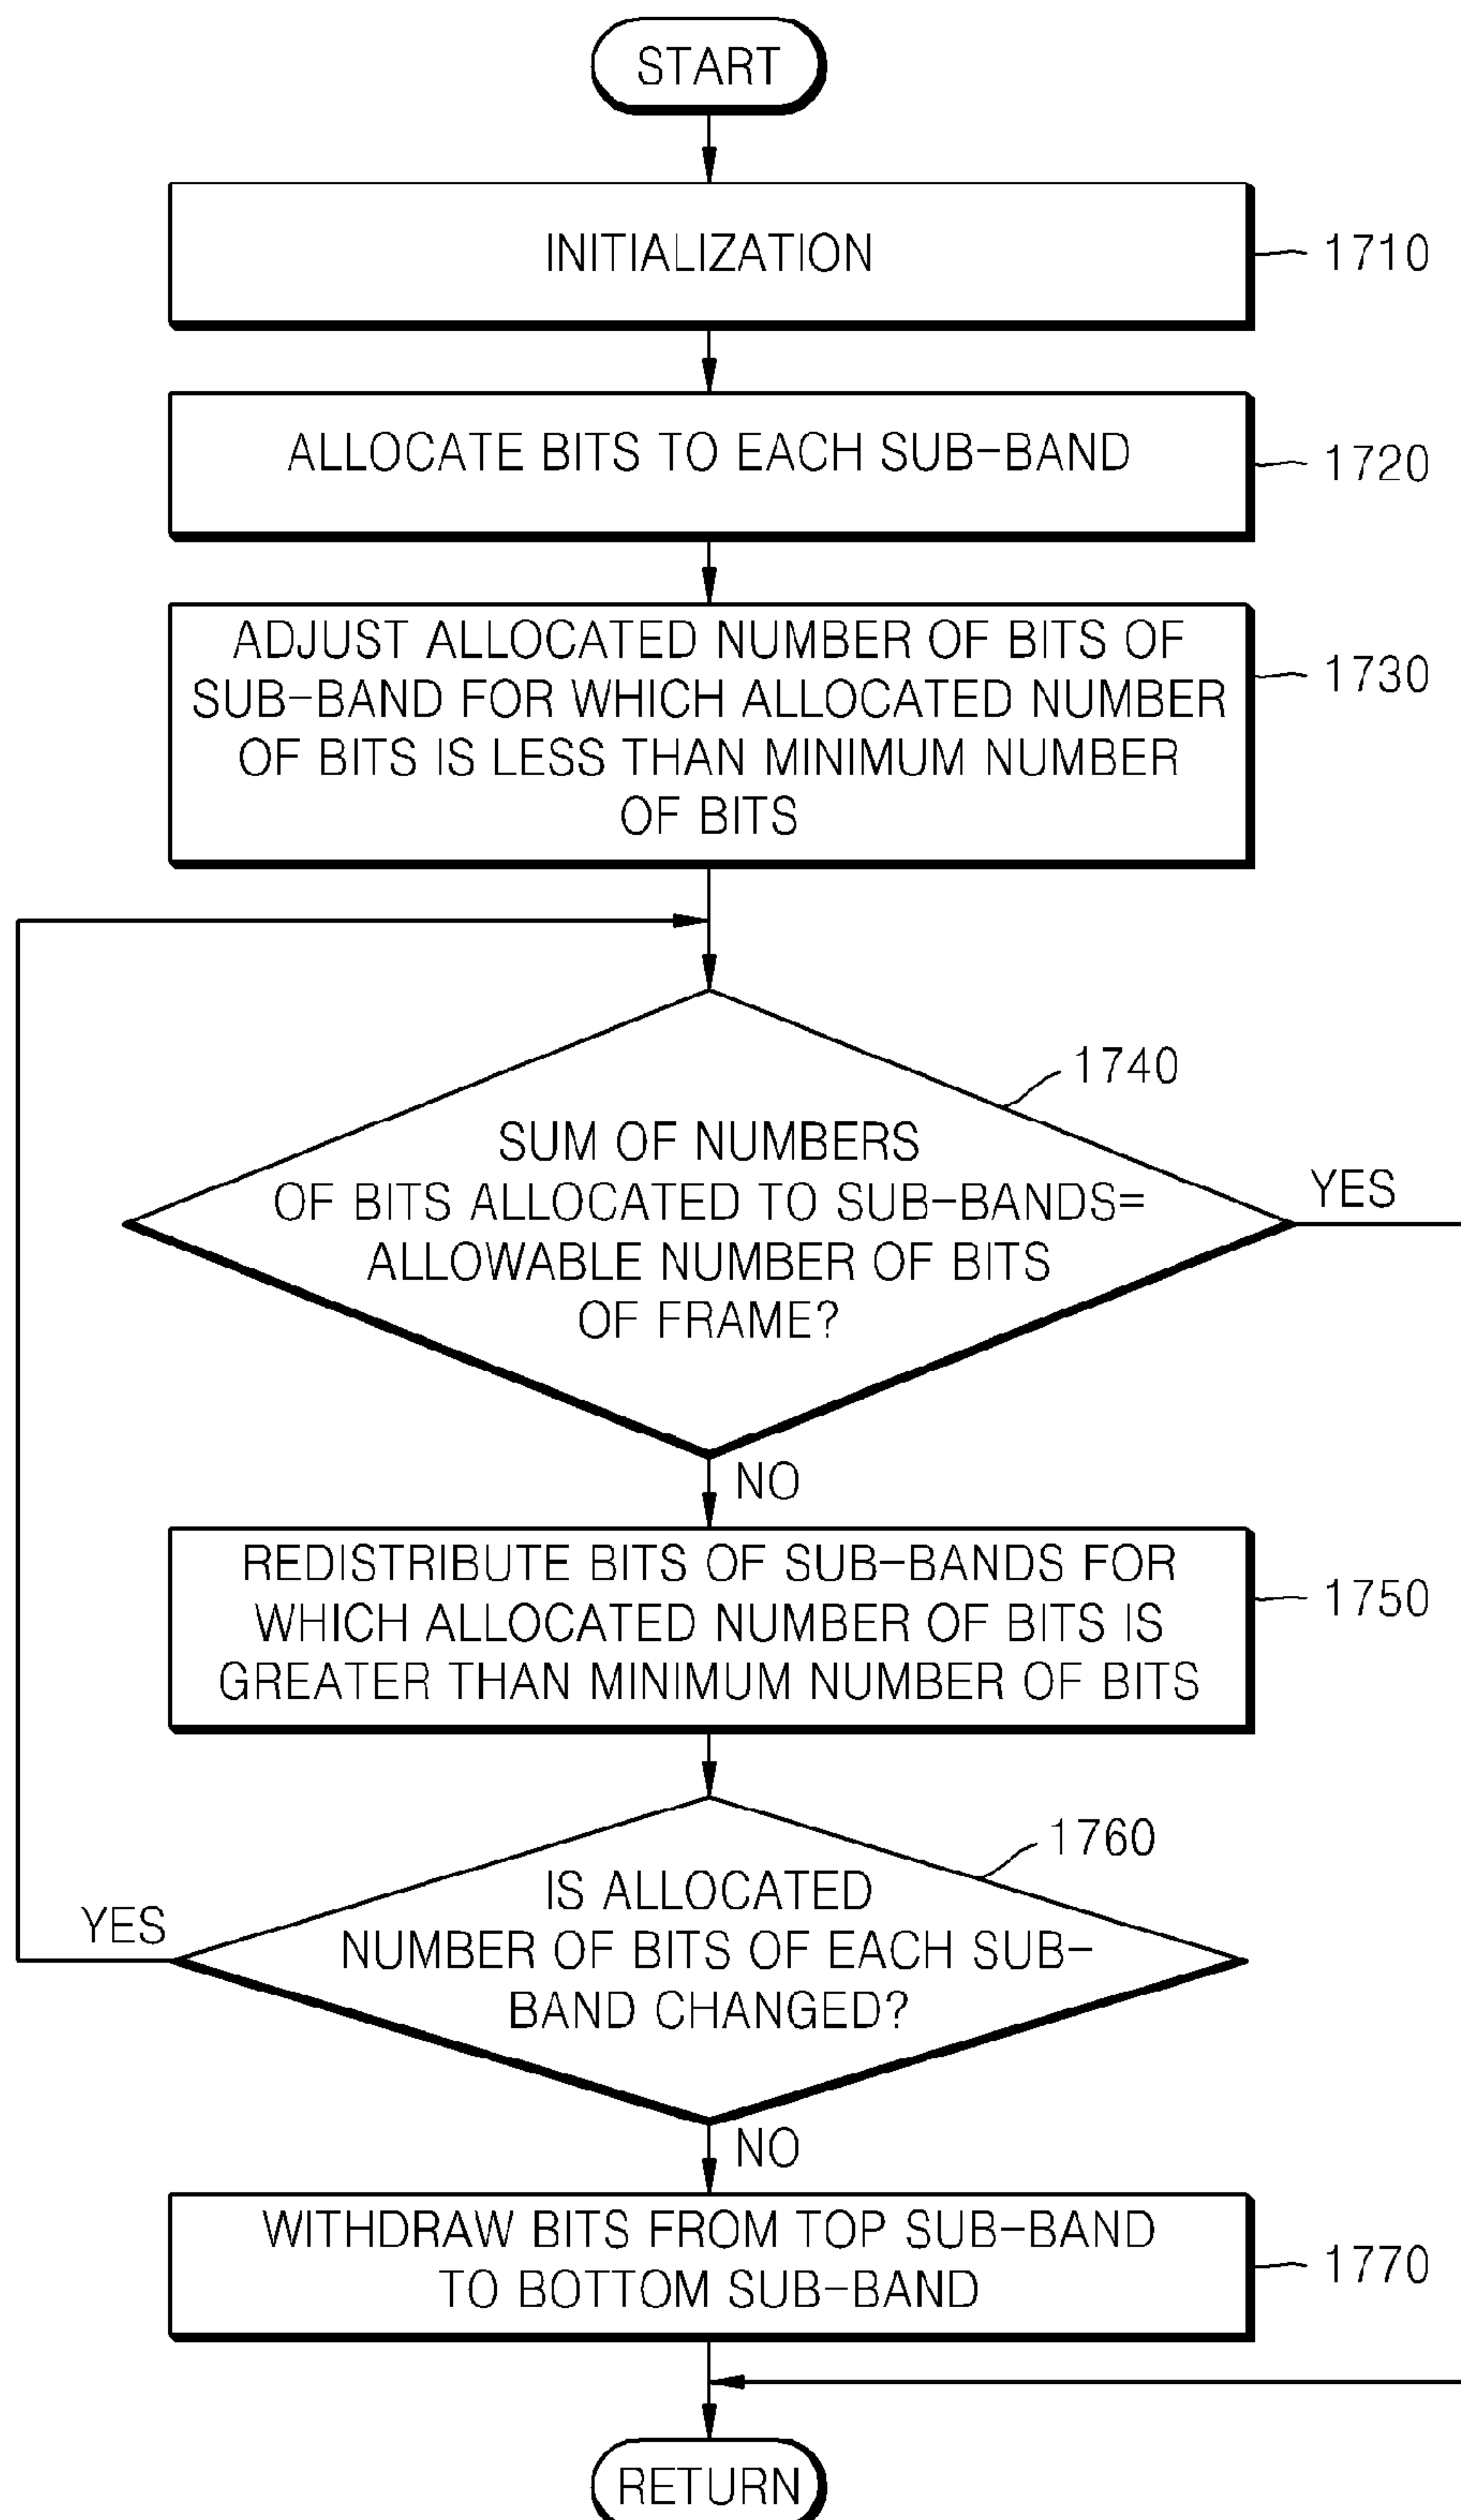 START
INITIALIZATION
1710
ALLOCATE BITS TO EACH SUB-BAND
1720
ADJUST ALLOCATED NUMBER OF BITS OF
SUB-BAND FOR WHICH ALLOCATED NUMBER
OF BITS IS LESS THAN MINIMUM NUMBER
OF BITS
1730
1740
SUM OF NUMBERS
OF BITS ALLOCATED TO SUB-BANDS=
ALLOWABLE NUMBER OF BITS
OF FRAME?
YES
NO
REDISTRIBUTE BITS OF SUB-BANDS FOR
WHICH ALLOCATED NUMBER OF BITS IS
GREATER THAN MINIMUM NUMBER OF BITS
1750
1760
IS ALLOCATED
NUMBER OF BITS OF EACH SUB-
BAND CHANGED?
YES
NO
WITHDRAW BITS FROM TOP SUB-BAND
TO BOTTOM SUB-BAND
1770
RETURN